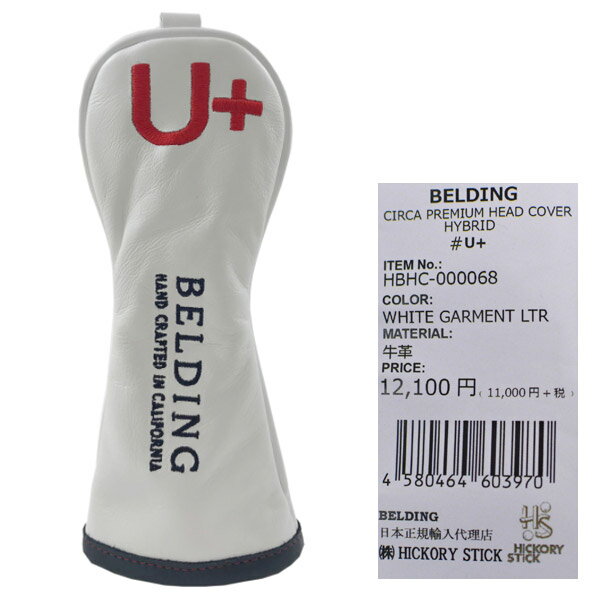 U+
BELDING
HAND CRAFTED IN CALIFORNIA
BELDING
CIRCA PREMIUM HEAD COVER
HYBRID
#U+
ITEM No.:
HBHC-000068
COLOR:
WHITE GARMENT LTR
MATERIAL:
牛革
PRICE:
12,100円 ( 11,000円+税 )
4 580464 603970
BELDING
日本正規輸入代理店
㈱ HICKORY STICK
HS
HICKORY
STICK